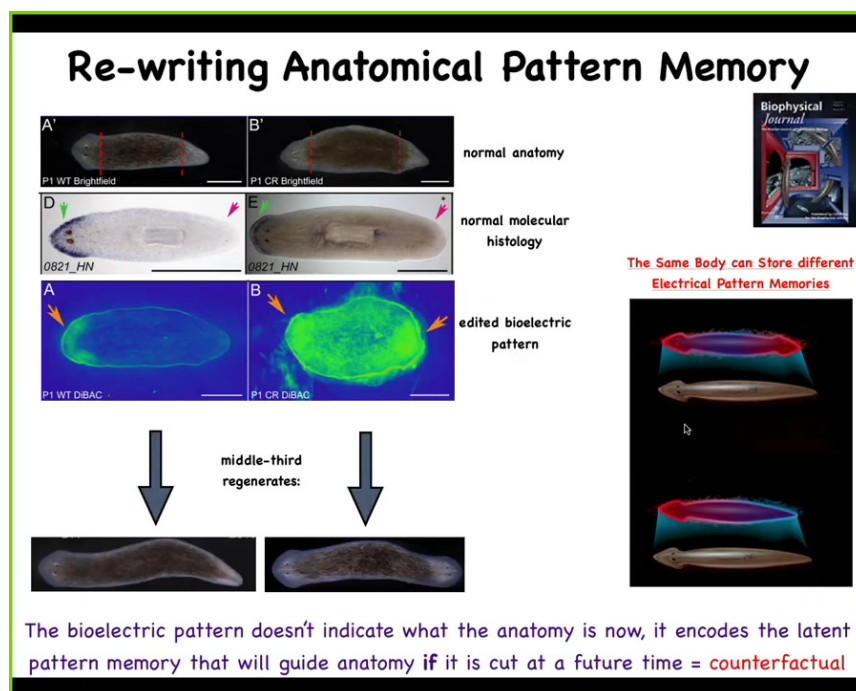 Re-writing Anatomical Pattern Memory
A'
P1 WT Brightfield
B'
P1 CR Brightfield
normal anatomy
Biophysical
Journal
D
0821_HN
E
0821_HN
normal molecular
histology
The Same Body can Store different
Electrical Pattern Memories
A
P1 WT DiBAC
B
P1 CR DiBAC
edited bioelectric
pattern
middle-third
regenerates:
The bioelectric pattern doesn't indicate what the anatomy is now, it encodes the latent
pattern memory that will guide anatomy if it is cut at a future time = counterfactual